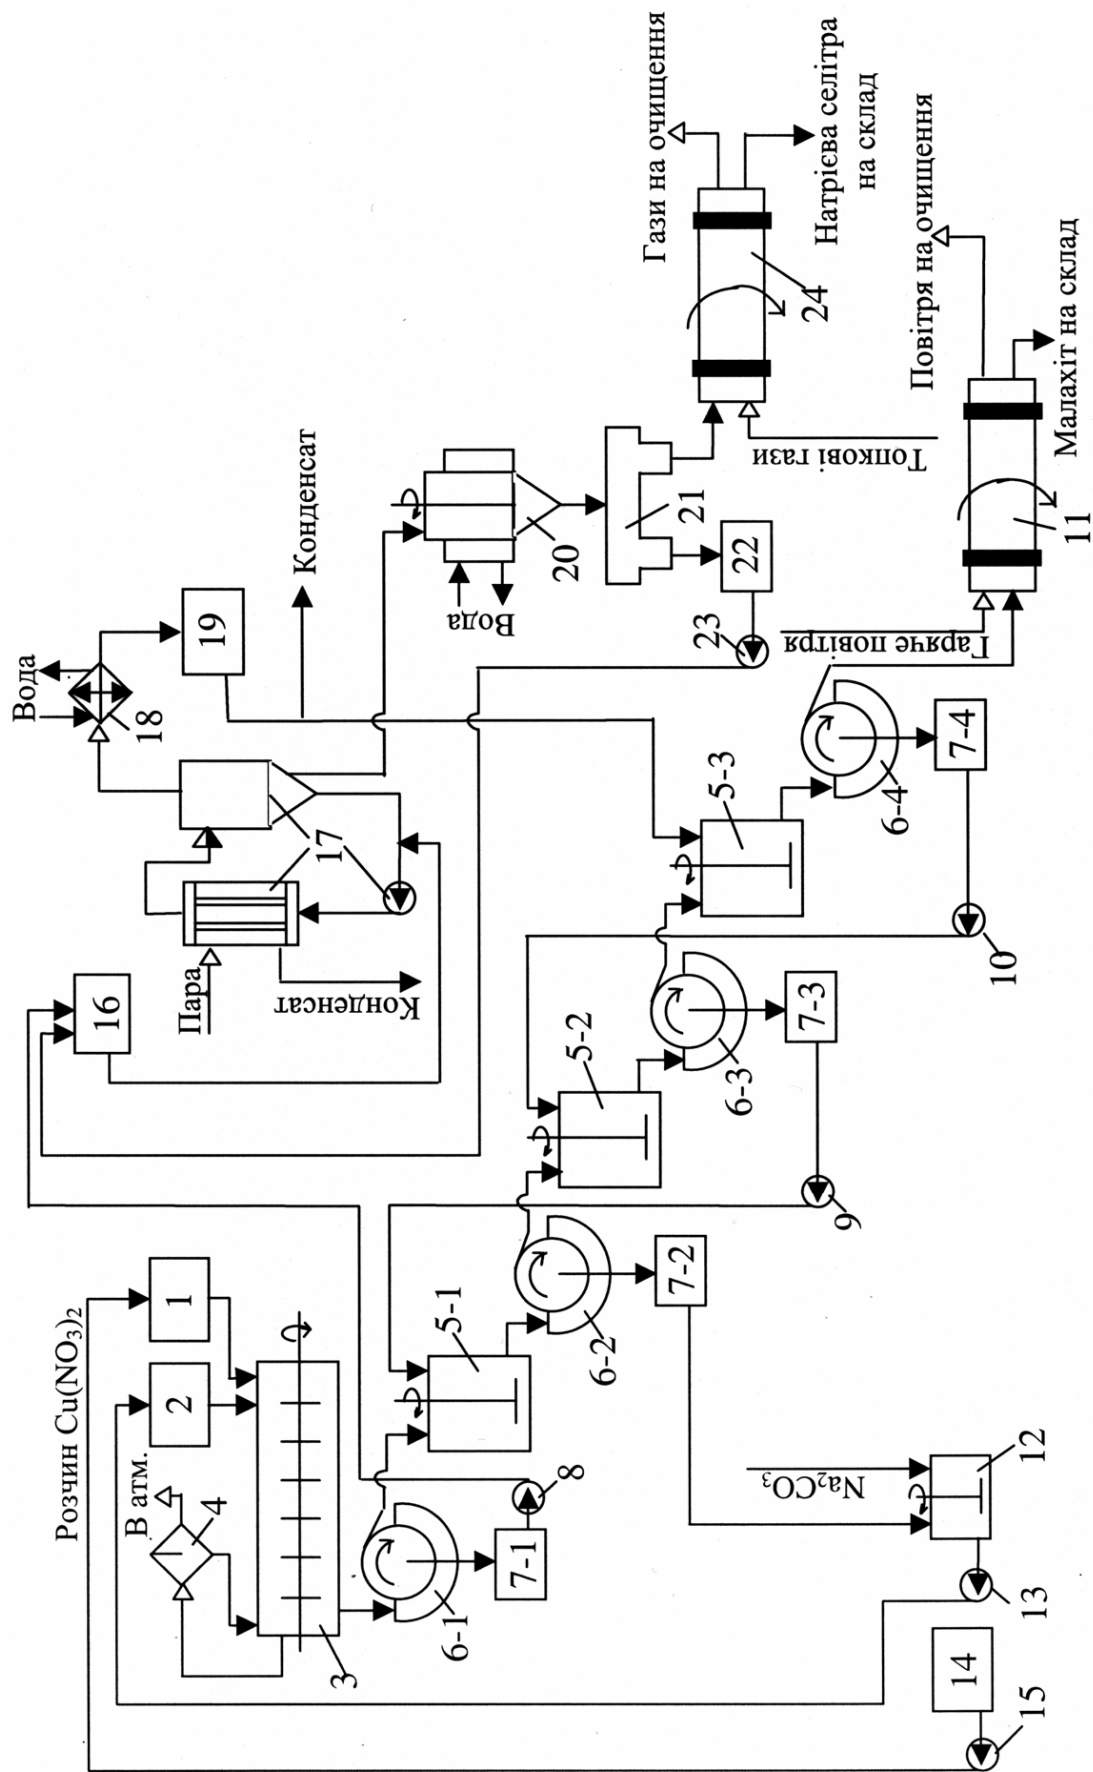 Розчин Cu(NO₃)₂
В атм.
4
2
1
3
6-1
7-1
8
5-1
6-2
7-2
Na₂CO₃
12
13
14
15
16
Пара
Конденсат
17
Вода
18
19
Конденсат
5-2
6-3
7-3
9
5-3
6-4
7-4
10
Вода
20
21
22
23
Топкові гази
24
Гази на очищення
Натрієва селітра
на склад
Гаряче повітря
11
Повітря на очищення
Малахіт на склад